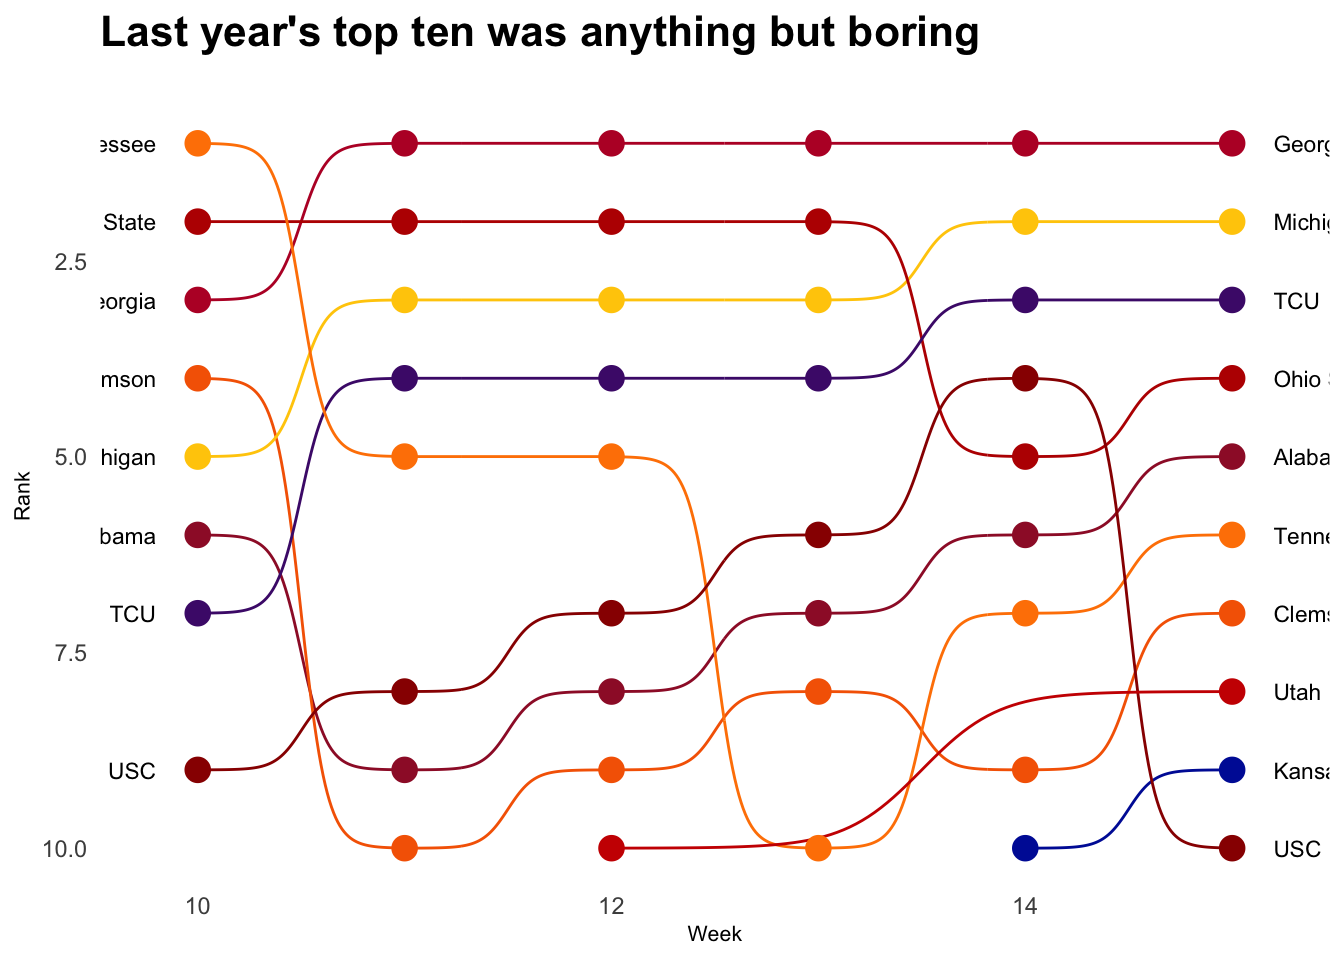 Last year's top ten was anything but boring
essee
Georg
State
Michig
2.5
eorgia
TCU
mson
Ohio
5.0
higan
Alaba
Rank
bama
Tenne
TCU
Clems
7.5
Utah
USC
Kansa
10.0
USC
10
12
14
Week